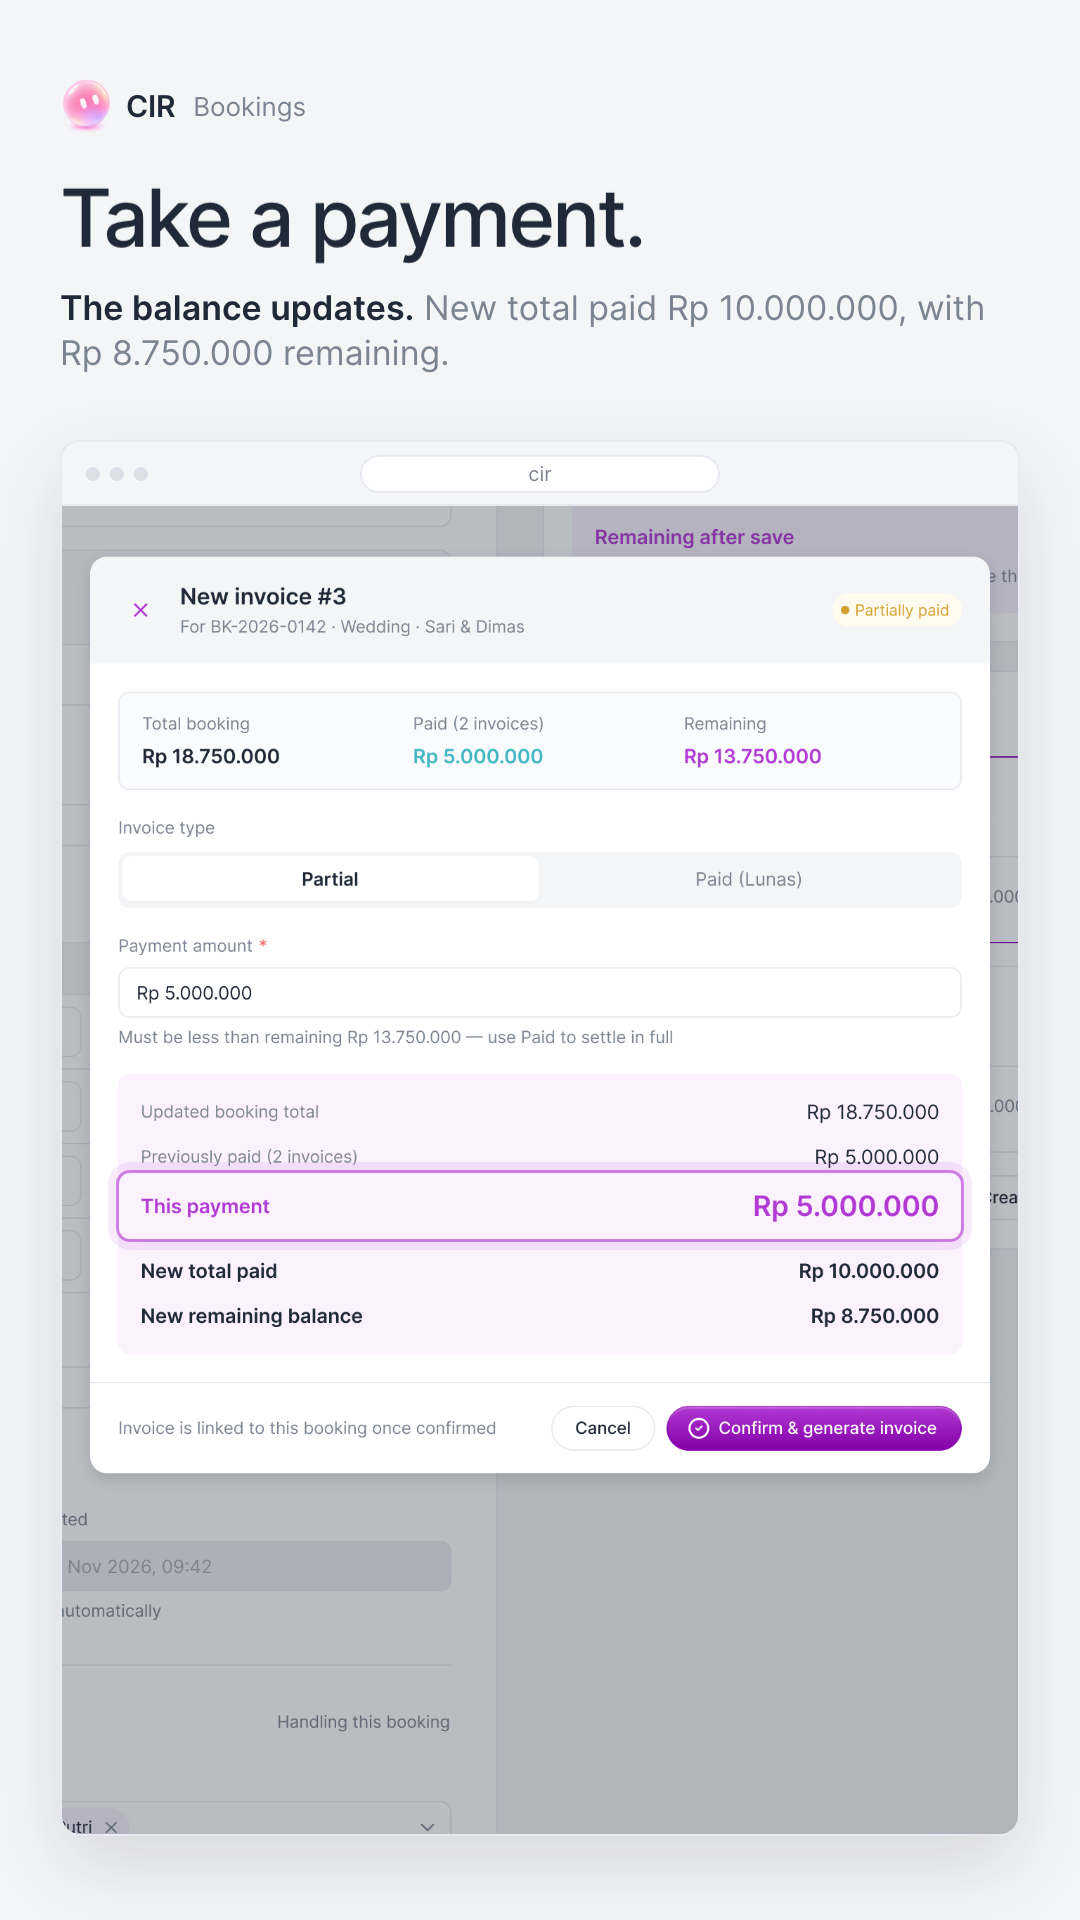 CIR Bookings
Take a payment.
The balance updates. New total paid Rp 10.000.000, with
Rp 8.750.000 remaining.
cir
Remaining after save
New invoice #3
For BK-2026-0142 · Wedding · Sari & Dimas
Partially paid
Total booking
Paid (2 invoices)
Remaining
Rp 18.750.000
Rp 5.000.000
Rp 13.750.000
Invoice type
Partial
Paid (Lunas)
Payment amount *
Rp 5.000.000
Must be less than remaining Rp 13.750.000 — use Paid to settle in full
Updated booking total
Rp 18.750.000
Previously paid (2 invoices)
Rp 5.000.000
This payment
Rp 5.000.000
New total paid
Rp 10.000.000
New remaining balance
Rp 8.750.000
Invoice is linked to this booking once confirmed
Cancel
Confirm & generate invoice
Nov 2026, 09:42
automatically
Handling this booking